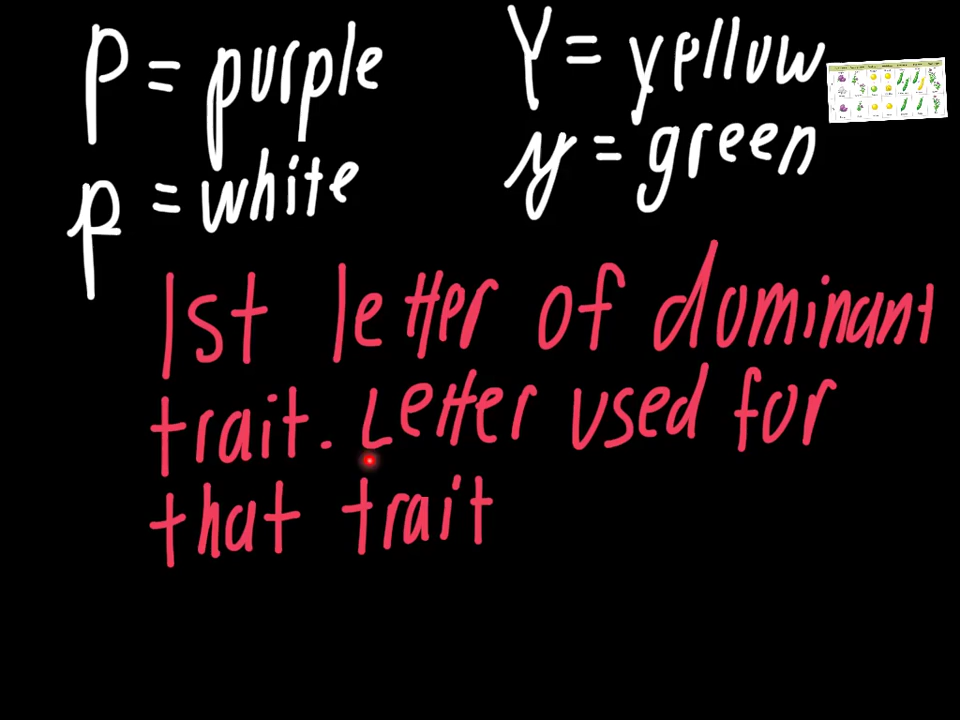 P = purple
p = white
Y = yellow
y = green
1st letter of dominant
trait. Letter used for
that trait